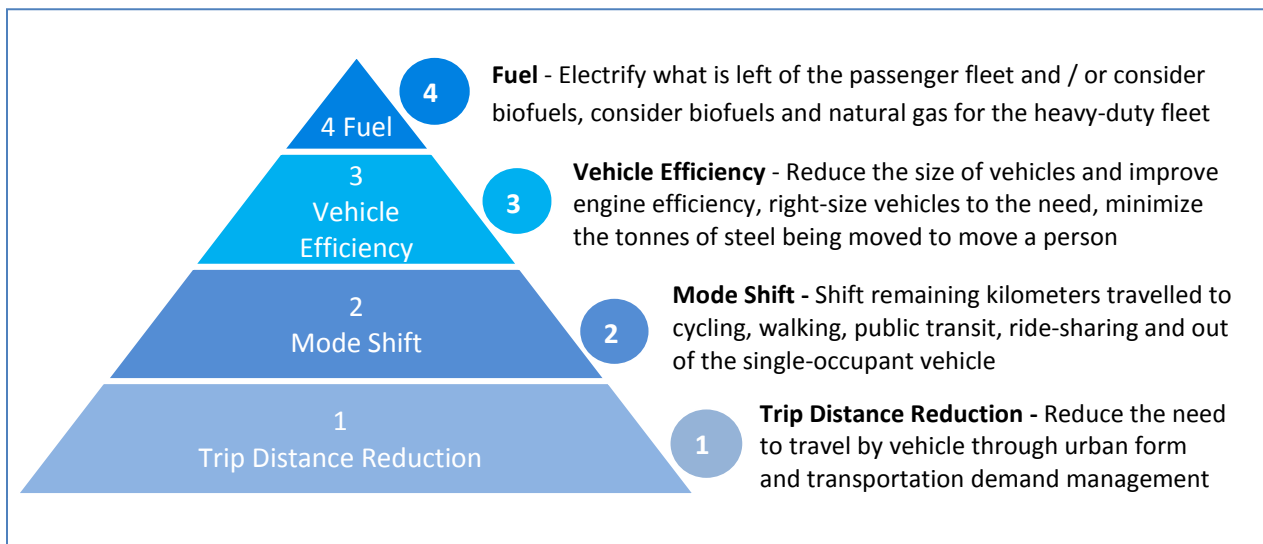 4 Fuel
4
Fuel - Electrify what is left of the passenger fleet and / or consider
biofuels, consider biofuels and natural gas for the heavy-duty fleet
3
Vehicle
Efficiency
3
Vehicle Efficiency - Reduce the size of vehicles and improve
engine efficiency, right-size vehicles to the need, minimize
the tonnes of steel being moved to move a person
2
Mode Shift
2
Mode Shift - Shift remaining kilometers travelled to
cycling, walking, public transit, ride-sharing and out
of the single-occupant vehicle
1
Trip Distance Reduction
1
Trip Distance Reduction - Reduce the need
to travel by vehicle through urban form
and transportation demand management